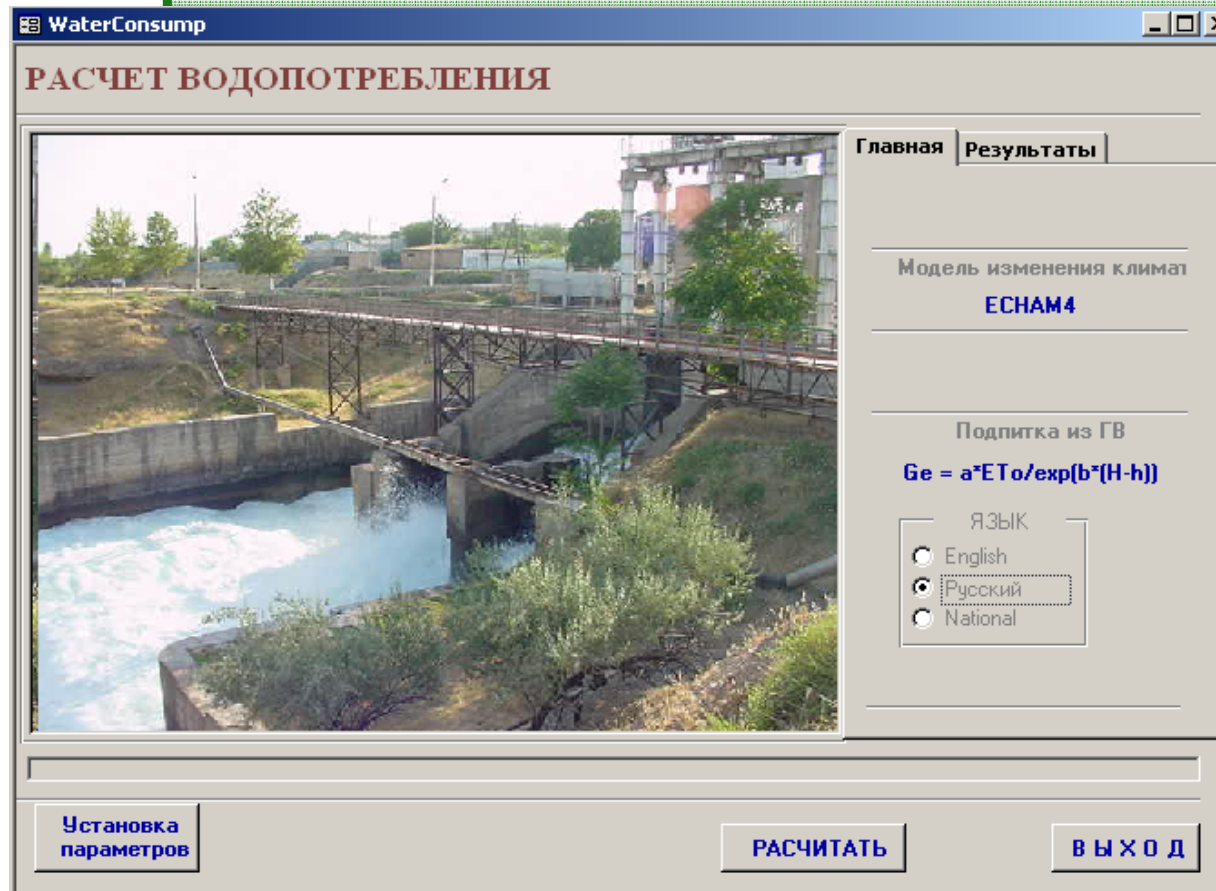 WaterConsump
РАСЧЕТ ВОДОПОТРЕБЛЕНИЯ
Главная
Результаты
Модель изменения климат
ECHAM4
Подпитка из ГВ
Ge = a*ETo/exp(b*(H-h))
ЯЗЫК
English
Русский
National
Установка
параметров
РАСЧИТАТЬ
В Ы Х О Д